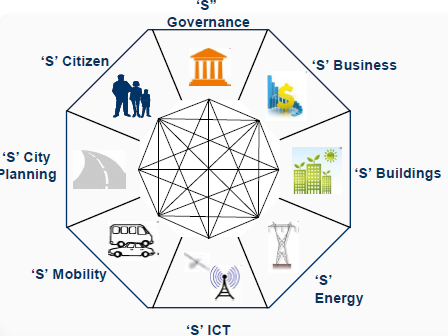 ‘S’’
Governance
‘S’ Citizen
‘S’ Business
‘S’ City
Planning
‘S’ Buildings
‘S’ Mobility
‘S’
Energy
‘S’ ICT